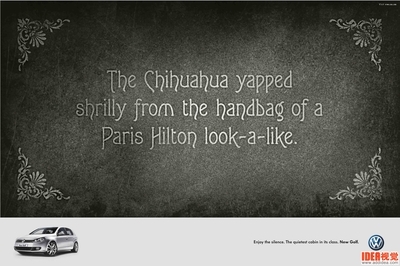 The Chihuahua yapped
shrilly from the handbag of a
Paris Hilton look-a-like.
Enjoy the silence. The quietest cabin in its class. New Golf.
IDEA视觉